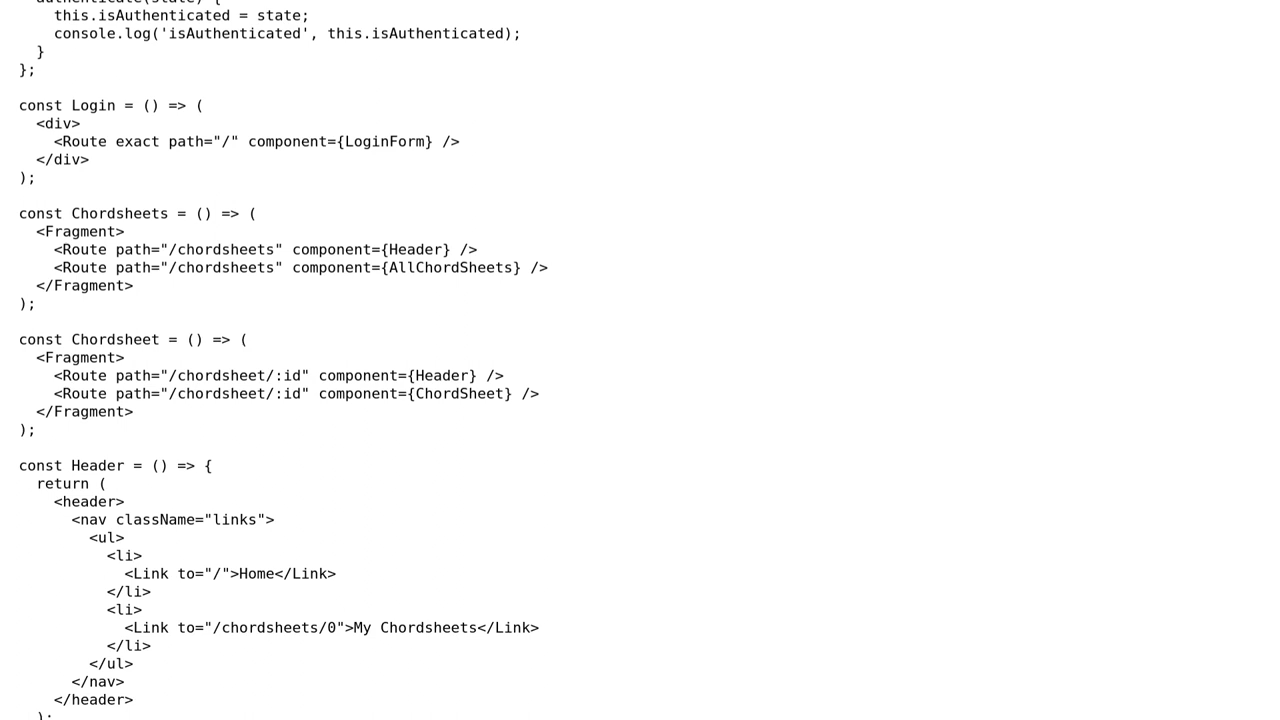 authenticate(state) {
    this.isAuthenticated = state;
    console.log('isAuthenticated', this.isAuthenticated);
  }
};

const Login = () => (
  <div>
    <Route exact path="/" component={LoginForm} />
  </div>
);

const Chordsheets = () => (
  <Fragment>
    <Route path="/chordsheets" component={Header} />
    <Route path="/chordsheets" component={AllChordSheets} />
  </Fragment>
);

const Chordsheet = () => (
  <Fragment>
    <Route path="/chordsheet/:id" component={Header} />
    <Route path="/chordsheet/:id" component={ChordSheet} />
  </Fragment>
);

const Header = () => {
  return (
    <header>
      <nav className="links">
        <ul>
          <li>
            <Link to="/">Home</Link>
          </li>
          <li>
            <Link to="/chordsheets/0">My Chordsheets</Link>
          </li>
        </ul>
      </nav>
    </header>
  );